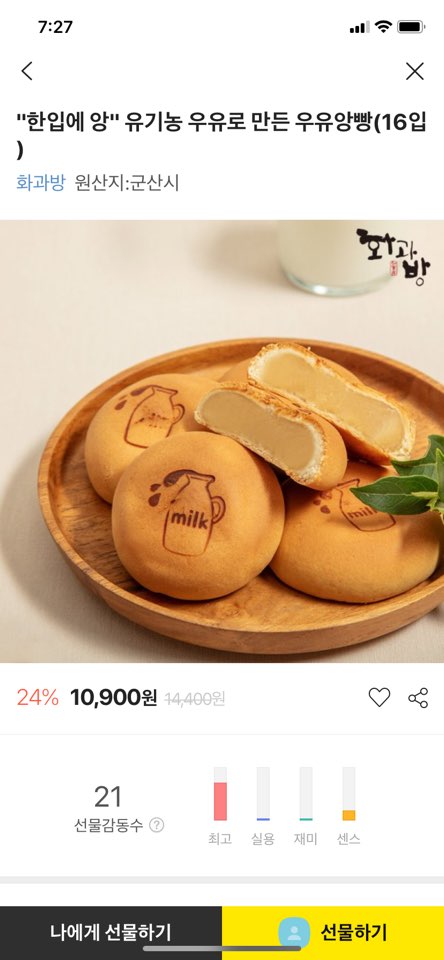 7:27
"한입에 앙" 유기농 우유로 만든 우유앙빵(16입
)
화과방 원산지:군산시
화과방
milk
milk
24% 10,900원 14,400원
21
선물감동수 ?
최고 실용 재미 센스
나에게 선물하기 선물하기